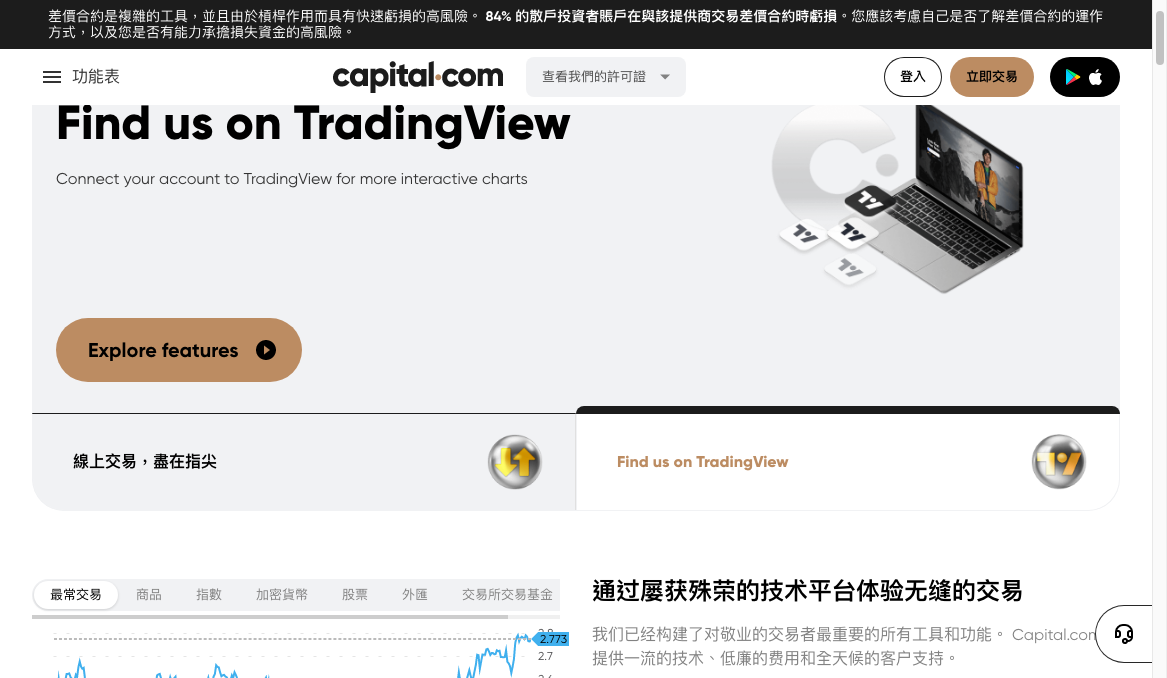 差價合約是複雜的工具，並且由於槓桿作用而具有快速虧損的高風險。 84% 的散戶投資者賬戶在與該提供商交易差價合約時虧損。您應該考慮自己是否了解差價合約的運作
方式，以及您是否有能力承擔損失資金的高風險。
功能表
capital.com
查看我們的許可證
登入
立即交易
Find us on TradingView
Connect your account to TradingView for more interactive charts
Explore features
線上交易，盡在指尖
Find us on TradingView
最常交易
商品
指數
加密貨幣
股票
外匯
交易所交易基金
2.773
2.7
通过屡获殊荣的技术平台体验无缝的交易
我们已经构建了对敬业的交易者最重要的所有工具和功能。 Capital.com
提供一流的技术、低廉的费用和全天候的客户支持。